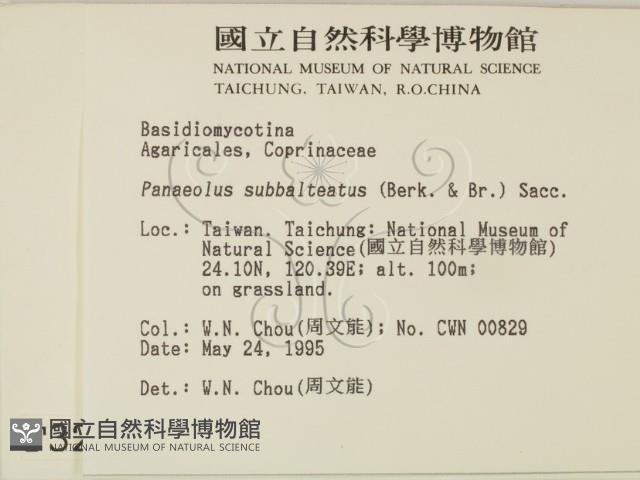 國立自然科學博物館
NATIONAL MUSEUM OF NATURAL SCIENCE
TAICHUNG, TAIWAN, R.O.CHINA
Basidiomycotina
Agaricales, Coprinaceae
Panaeolus subbalteatus (Berk. & Br.) Sacc.
Loc.: Taiwan. Taichung: National Museum of
Natural Science(國立自然科學博物館)
24.10N, 120.39E; alt. 100m;
on grassland.
Col.: W.N. Chou(周文能); No. CWN 00829
Date: May 24, 1995
Det.: W.N. Chou(周文能)
國立自然科學博物館
NATIONAL MUSEUM OF NATURAL SCIENCE